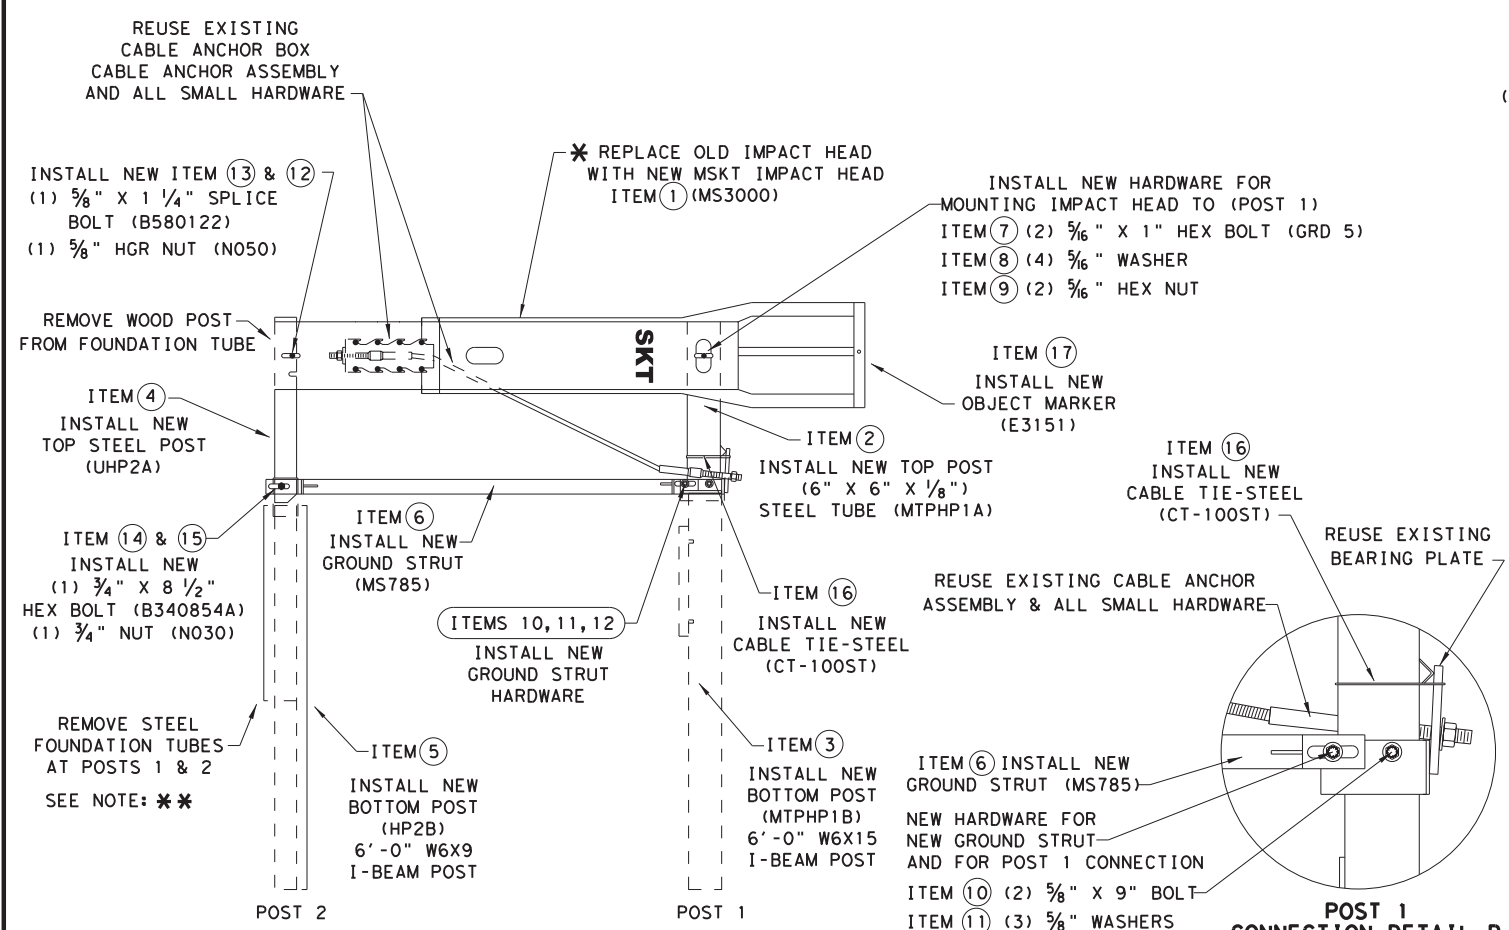 REUSE EXISTING
CABLE ANCHOR BOX
CABLE ANCHOR ASSEMBLY
AND ALL SMALL HARDWARE
INSTALL NEW ITEM 13 & 12
(1) 5/8" X 1 1/4" SPLICE
BOLT (B580122)
(1) 5/8" HGR NUT (N050)
* REPLACE OLD IMPACT HEAD
WITH NEW MSKT IMPACT HEAD
ITEM 1 (MS3000)
INSTALL NEW HARDWARE FOR
MOUNTING IMPACT HEAD TO (POST 1)
ITEM 7 (2) 5/16" X 1" HEX BOLT (GRD 5)
ITEM 8 (4) 5/16" WASHER
ITEM 9 (2) 5/16" HEX NUT
(
REMOVE WOOD POST
FROM FOUNDATION TUBE
SKT
ITEM 17
INSTALL NEW
OBJECT MARKER
(E3151)
ITEM 4
INSTALL NEW
TOP STEEL POST
(UHP2A)
ITEM 2
INSTALL NEW TOP POST
(6" X 6" X 1/8")
STEEL TUBE (MTPHP1A)
ITEM 16
INSTALL NEW
CABLE TIE-STEEL
(CT-100ST)
REUSE EXISTING
BEARING PLATE
ITEM 14 & 15
INSTALL NEW
(1) 3/4" X 8 1/2"
HEX BOLT (B340854A)
(1) 3/4" NUT (N030)
ITEM 6
INSTALL NEW
GROUND STRUT
(MS785)
ITEMS 10,11,12
INSTALL NEW
GROUND STRUT
HARDWARE
ITEM 16
INSTALL NEW
CABLE TIE-STEEL
(CT-100ST)
REUSE EXISTING CABLE ANCHOR
ASSEMBLY & ALL SMALL HARDWARE
REMOVE STEEL
FOUNDATION TUBES
AT POSTS 1 & 2
SEE NOTE: * *
ITEM 5
INSTALL NEW
BOTTOM POST
(HP2B)
6'-0" W6X9
I-BEAM POST
ITEM 3
INSTALL NEW
BOTTOM POST
(MTPHP1B)
6'-0" W6X15
I-BEAM POST
ITEM 6 INSTALL NEW
GROUND STRUT (MS785)
NEW HARDWARE FOR
NEW GROUND STRUT
AND FOR POST 1 CONNECTION
ITEM 10 (2) 5/8" X 9" BOLT
ITEM 11 (3) 5/8" WASHERS
POST 2
POST 1
POST 1
CONNECTION DETAIL